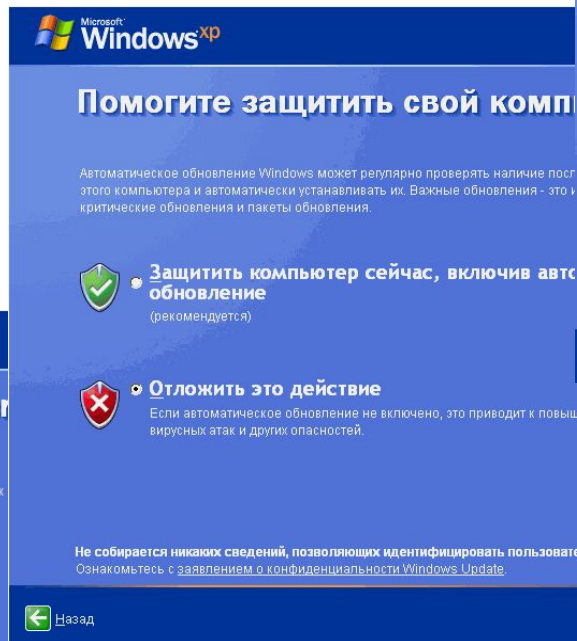 Microsoft
Windows xp
Помогите защитить свой комп
Автоматическое обновление Windows может регулярно проверять наличие посл
этого компьютера и автоматически устанавливать их. Важные обновления - это и
критические обновления и пакеты обновления.
Защитить компьютер сейчас, включив авто
обновление
(рекомендуется)
Отложить это действие
Если автоматическое обновление не включено, это приводит к повыш
вирусных атак и других опасностей.
Не собирается никаких сведений, позволяющих идентифицировать пользовате
Ознакомьтесь с заявлением о конфиденциальности Windows Update.
Назад